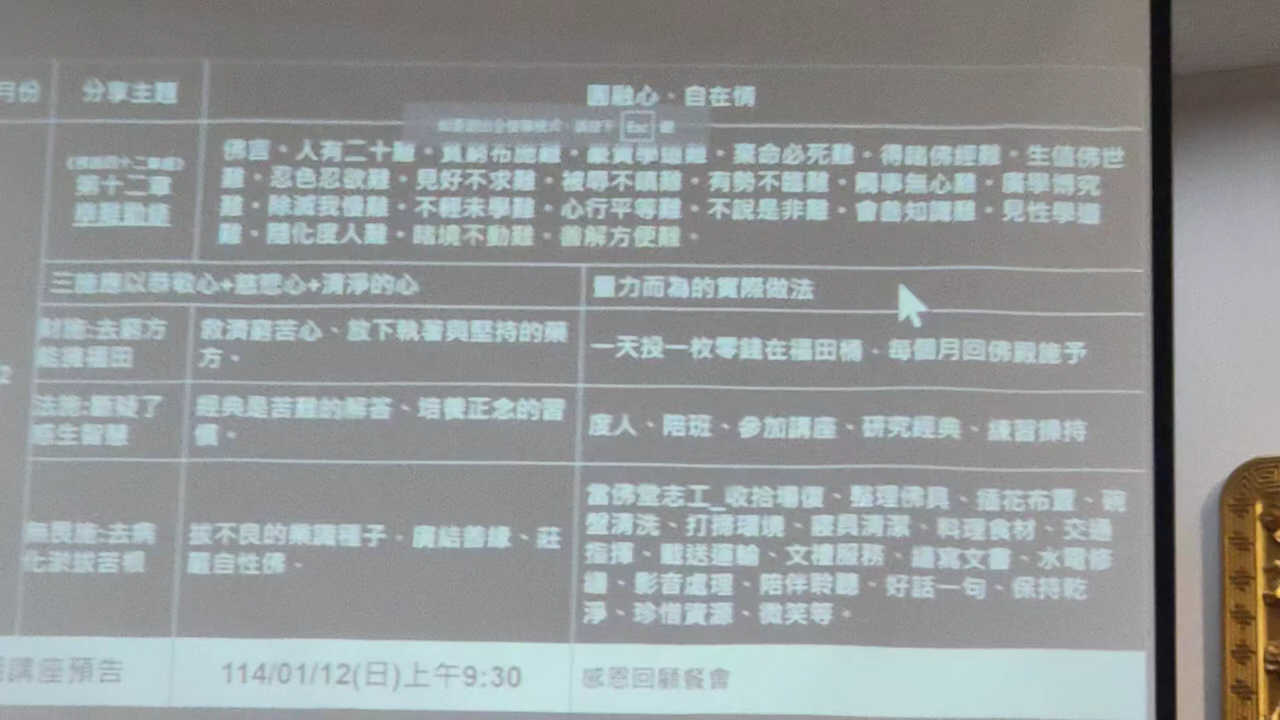 月份
分享主題
圓融心、自在情
Esc
《佛說四十二章經》
第十二章
佛言、人有二十難。貧窮布施難。豪貴學道難。棄命必死難。得睹佛經難。生值佛世
難。忍色忍欲難。見好不求難。被辱不瞋難。有勢不臨難。觸事無心難。廣學博究
難。除滅我慢難。不輕未學難。心行平等難。不說是非難。會善知識難。見性學道
難。隨化度人難。睹境不動難。善解方便難。
三施應以恭敬心+慈悲心+清淨的心
量力而為的實際做法
財施:去窮方
能擁福田
救濟窮苦心、放下執著與堅持的藥
方。
一天投一枚零錢在福田桶、每個月回佛殿施予
2
法施:斷疑了
惑生智慧
經典是苦難的解答、培養正念的習
慣。
度人、陪班、參加講座、研究經典、練習操持
無畏施:去病
化淤拔苦根
拔不良的業識種子、廣結善緣、莊
嚴自性佛。
當佛堂志工_收拾場復、整理佛具、插花布置、碗
盤清洗、打掃環境、寢具清潔、料理食材、交通
指揮、載送運輸、文禮服務、繕寫文書、水電修
繕、影音處理、陪伴聆聽、好話一句、保持乾
淨、珍惜資源、微笑等。
講座預告
114/01/12(日)上午9:30
感恩回顧餐會